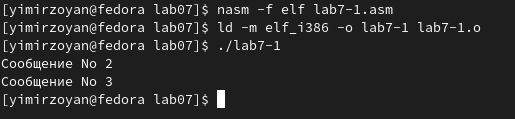 [yimirzoyan@fedora lab07]$ nasm -f elf lab7-1.asm
[yimirzoyan@fedora lab07]$ ld -m elf_i386 -o lab7-1 lab7-1.o
[yimirzoyan@fedora lab07]$ ./lab7-1
Сообщение No 2
Сообщение No 3
[yimirzoyan@fedora lab07]$